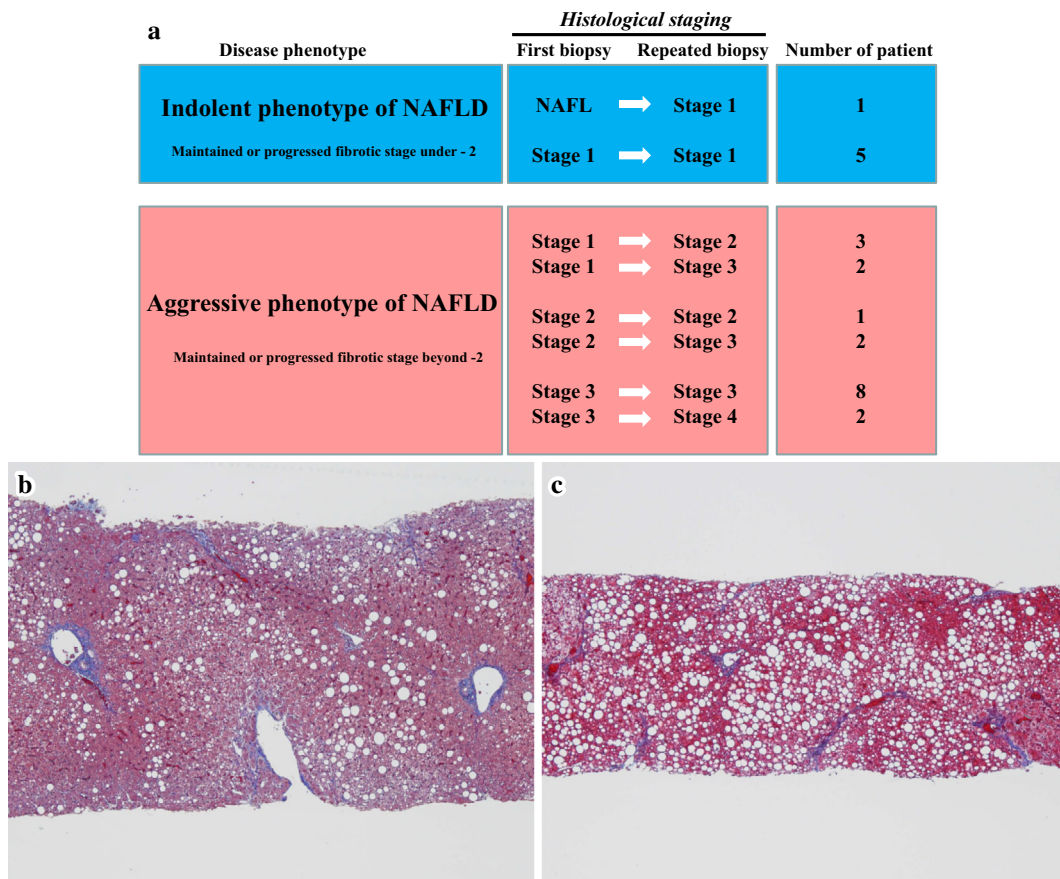 a
Histological staging
Disease phenotype First biopsy Repeated biopsy Number of patient
Indolent phenotype of NAFLD
Maintained or progressed fibrotic stage under - 2
NAFL Stage 1 1
Stage 1 Stage 1 5
Aggressive phenotype of NAFLD
Maintained or progressed fibrotic stage beyond -2
Stage 1 Stage 2 3
Stage 1 Stage 3 2
Stage 2 Stage 2 1
Stage 2 Stage 3 2
Stage 3 Stage 3 8
Stage 3 Stage 4 2
b
c